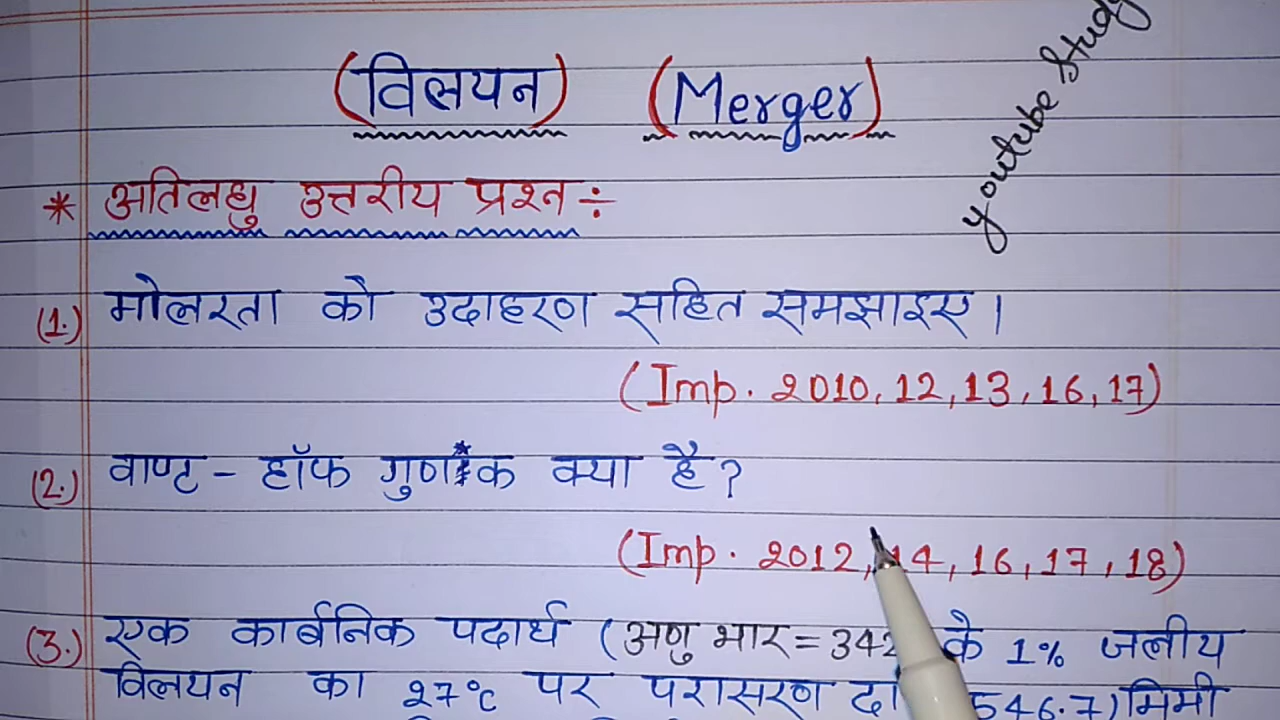 (विलयन) (Merger)
youtube Study
* अतिलघु उत्तरीय प्रश्न ÷
(1.) मोलरता को उदाहरण सहित समझाइए।
(Imp. 2010, 12, 13, 16, 17)
(2.) वाण्ट - हॉफ गुणांक क्या है?
(Imp. 2012, 14, 16, 17, 18)
(3.) एक कार्बनिक पदार्थ (अणु भार = 342 के 1% जलीय
विलयन का 27°C पर परासरण 546.7) मिमी